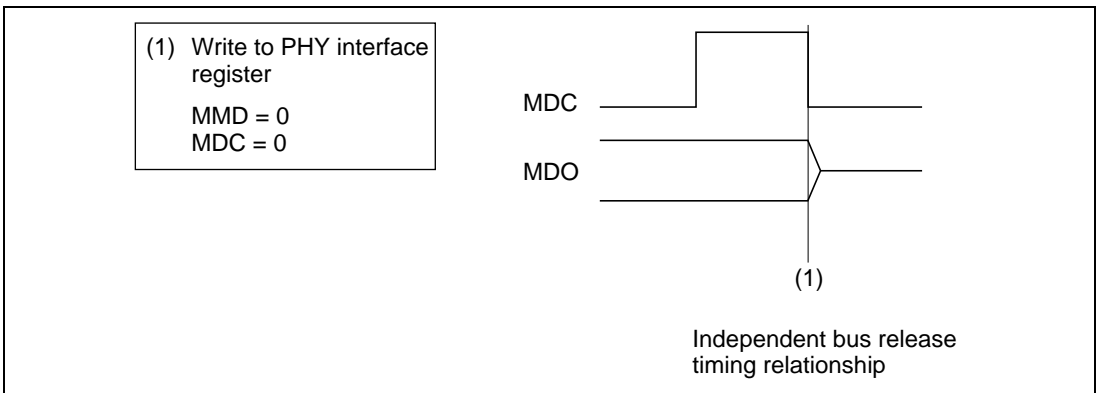 (1) Write to PHY interface
register
MMD = 0
MDC = 0
MDC
MDO
(1)
Independent bus release
timing relationship